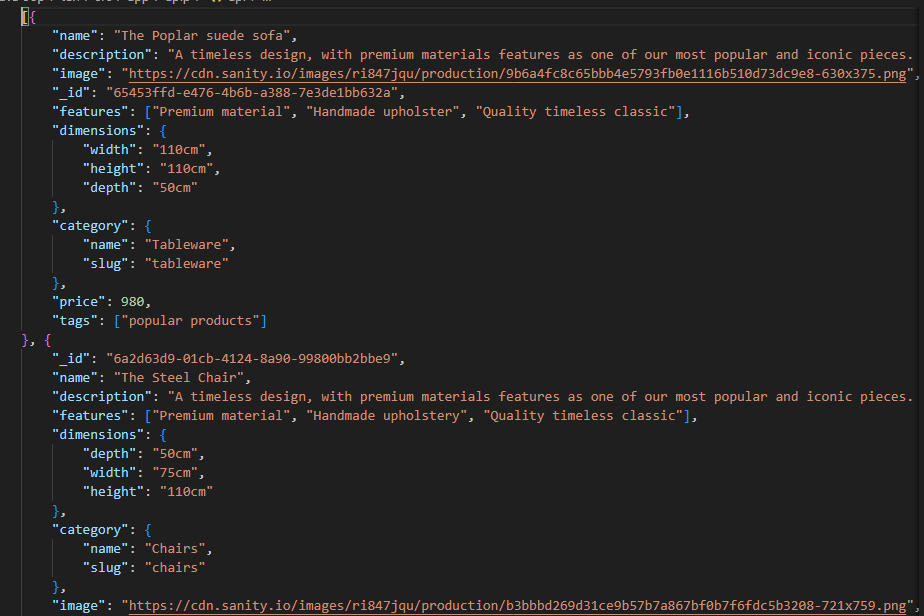 [{
"name": "The Poplar suede sofa",
"description": "A timeless design, with premium materials features as one of our most popular and iconic pieces.
"image": "https://cdn.sanity.io/images/ri847jqu/production/9b6a4fc8c65bbb4e5793fb0e1116b510d73dc9e8-630x375.png",
"_id": "65453ffd-e476-4b6b-a388-7e3de1bb632a",
"features": ["Premium material", "Handmade upholster", "Quality timeless classic"],
"dimensions": {
"width": "110cm",
"height": "110cm",
"depth": "50cm"
},
"category": {
"name": "Tableware",
"slug": "tableware"
},
"price": 980,
"tags": ["popular products"]
}, {
"_id": "6a2d63d9-01cb-4124-8a90-99800bb2bbe9",
"name": "The Steel Chair",
"description": "A timeless design, with premium materials features as one of our most popular and iconic pieces.
"features": ["Premium material", "Handmade upholstery", "Quality timeless classic"],
"dimensions": {
"depth": "50cm",
"width": "75cm",
"height": "110cm"
},
"category": {
"name": "Chairs",
"slug": "chairs"
},
"image": "https://cdn.sanity.io/images/ri847jqu/production/b3bbbd269d31ce9b57b7a867bf0b7f6fdc5b3208-721x759.png",